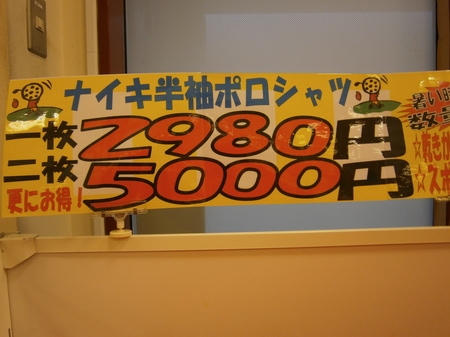 ナイキ半袖ポロシャツ
一枚2980円
二枚5000円
更にお得!
暑い
数量
☆乾き
☆スポ